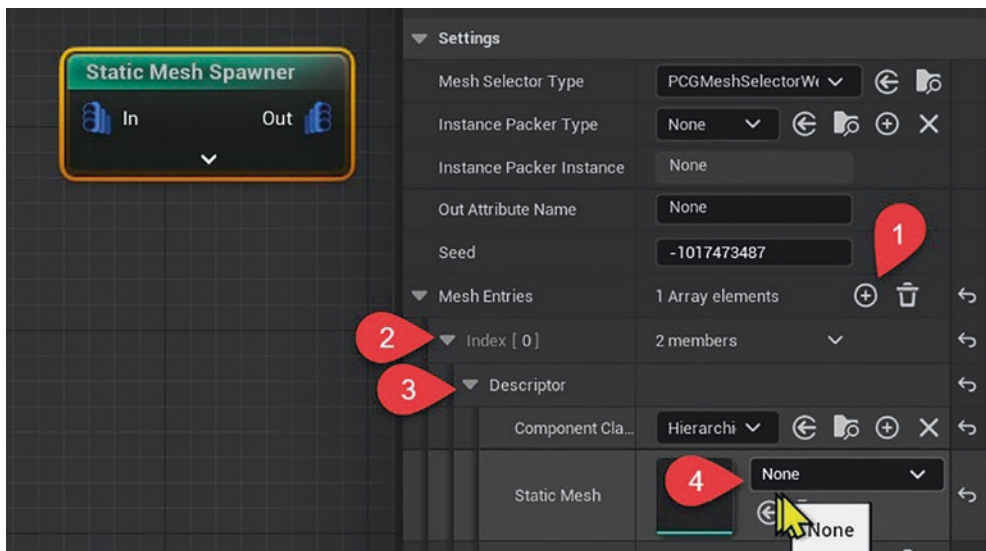 Static Mesh Spawner
In Out
Settings
Mesh Selector Type PCGMeshSelectorWe
Instance Packer Type None
Instance Packer Instance None
Out Attribute Name None
Seed -1017473487
1
Mesh Entries 1 Array elements
2 Index [ 0 ] 2 members
3 Descriptor
Component Cla... Hierarchi
Static Mesh 4 None
None